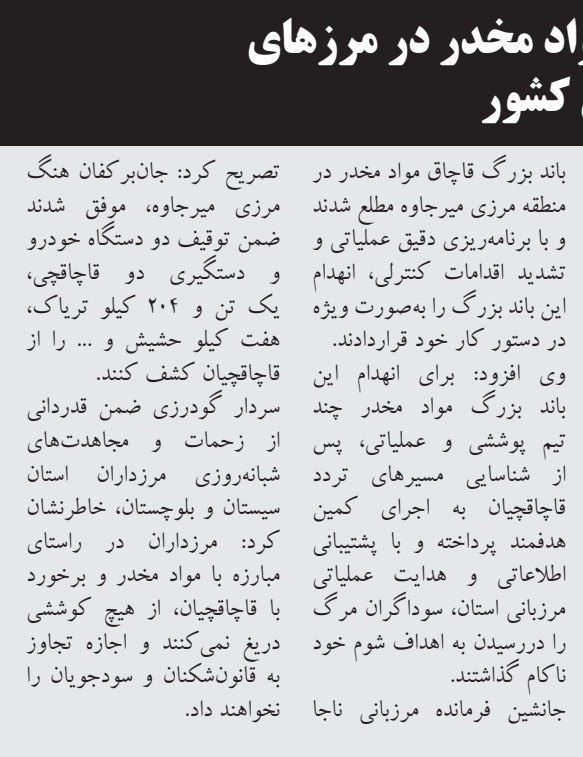 مخدر در مرزهای
کشور
باند بزرگ قاچاق مواد مخدر در
منطقه مرزی میرجاوه مطلع شدند
و با برنامه‌ریزی دقیق عملیاتی و
تشدید اقدامات کنترلی، انهدام
این باند بزرگ را به‌صورت ویژه
در دستور کار خود قراردادند.
وی افزود: برای انهدام این
باند بزرگ مواد مخدر چند
تیم پوششی و عملیاتی، پس
از شناسایی مسیرهای تردد
قاچاقچیان به اجرای کمین
هدفمند پرداخته و با پشتیبانی
اطلاعاتی و هدایت عملیاتی
مرزبانی استان، سوداگران مرگ
را دررسیدن به اهداف شوم خود
ناکام گذاشتند.
جانشین فرمانده مرزبانی ناجا
تصریح کرد: جان‌برکفان هنگ
مرزی میرجاوه، موفق شدند
ضمن توقیف دو دستگاه خودرو
و دستگیری دو قاچاقچی،
یک تن و ۲۰۴ کیلو تریاک،
هفت کیلو حشیش و ... را از
قاچاقچیان کشف کنند.
سردار گودرزی ضمن قدردانی
از زحمات و مجاهدت‌های
شبانه‌روزی مرزداران استان
سیستان و بلوچستان، خاطرنشان
کرد: مرزداران در راستای
مبارزه با مواد مخدر و برخورد
با قاچاقچیان، از هیچ کوششی
دریغ نمی‌کنند و اجازه تجاوز
به قانون‌شکنان و سودجویان را
نخواهند داد.